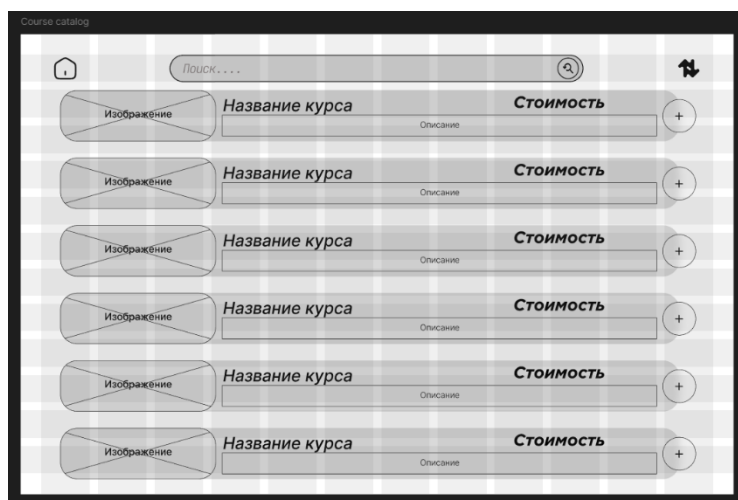 Course catalog
Поиск....
Изображение
Название курса
Стоимость
Описание
+
Изображение
Название курса
Стоимость
Описание
+
Изображение
Название курса
Стоимость
Описание
+
Изображение
Название курса
Стоимость
Описание
+
Изображение
Название курса
Стоимость
Описание
+
Изображение
Название курса
Стоимость
Описание
+